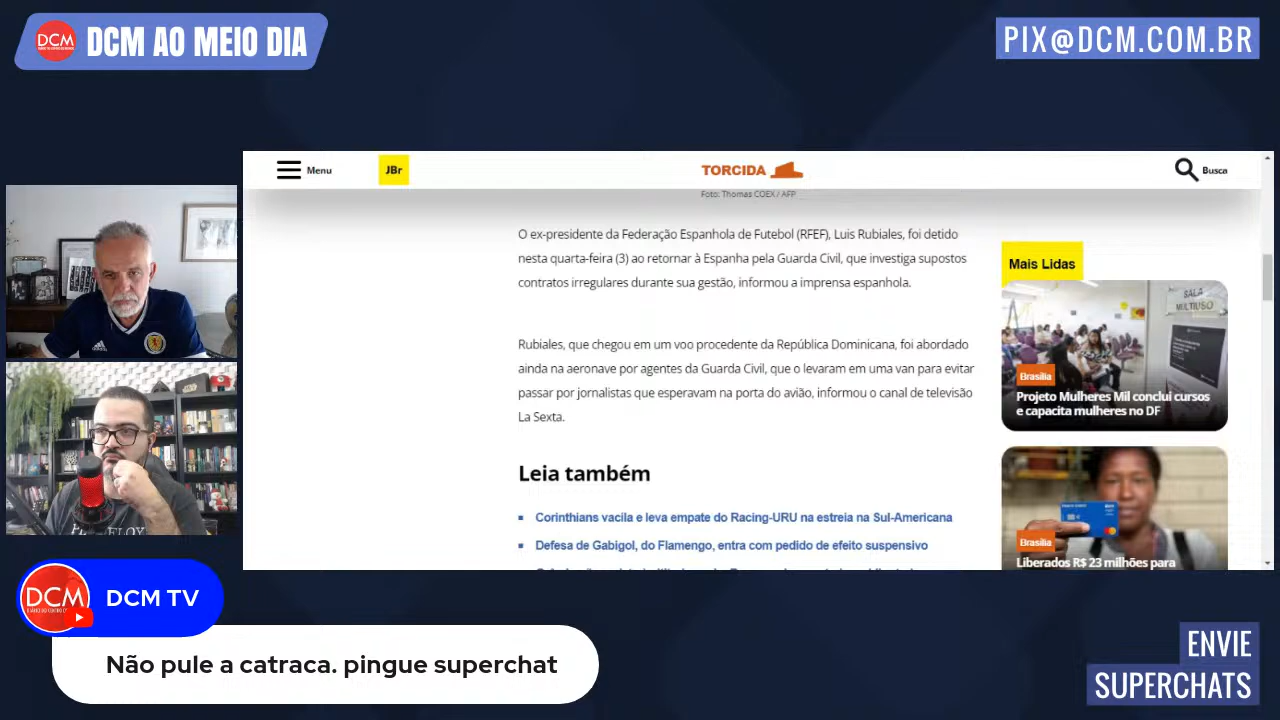 DCM
DCM AO MEIO DIA
PIX@DCM.COM.BR
Menu
JBr
TORCIDA
Busca
Foto: Thomas COEX / AFP
O ex-presidente da Federação Espanhola de Futebol (RFEF), Luis Rubiales, foi detido
nesta quarta-feira (3) ao retornar à Espanha pela Guarda Civil, que investiga supostos
contratos irregulares durante sua gestão, informou a imprensa espanhola.
Rubiales, que chegou em um voo procedente da República Dominicana, foi abordado
ainda na aeronave por agentes da Guarda Civil, que o levaram em uma van para evitar
passar por jornalistas que esperavam na porta do avião, informou o canal de televisão
La Sexta.
Leia também
Corinthians vacila e leva empate do Racing-URU na estreia na Sul-Americana
Defesa de Gabigol, do Flamengo, entra com pedido de efeito suspensivo
Mais Lidas
SALA
MULTIUSO
Brasília
Projeto Mulheres Mil conclui cursos
e capacita mulheres no DF
Brasília
Liberados R$ 23 milhões para
DCM
DCM TV
Não pule a catraca. pingue superchat
ENVIE
SUPERCHATS